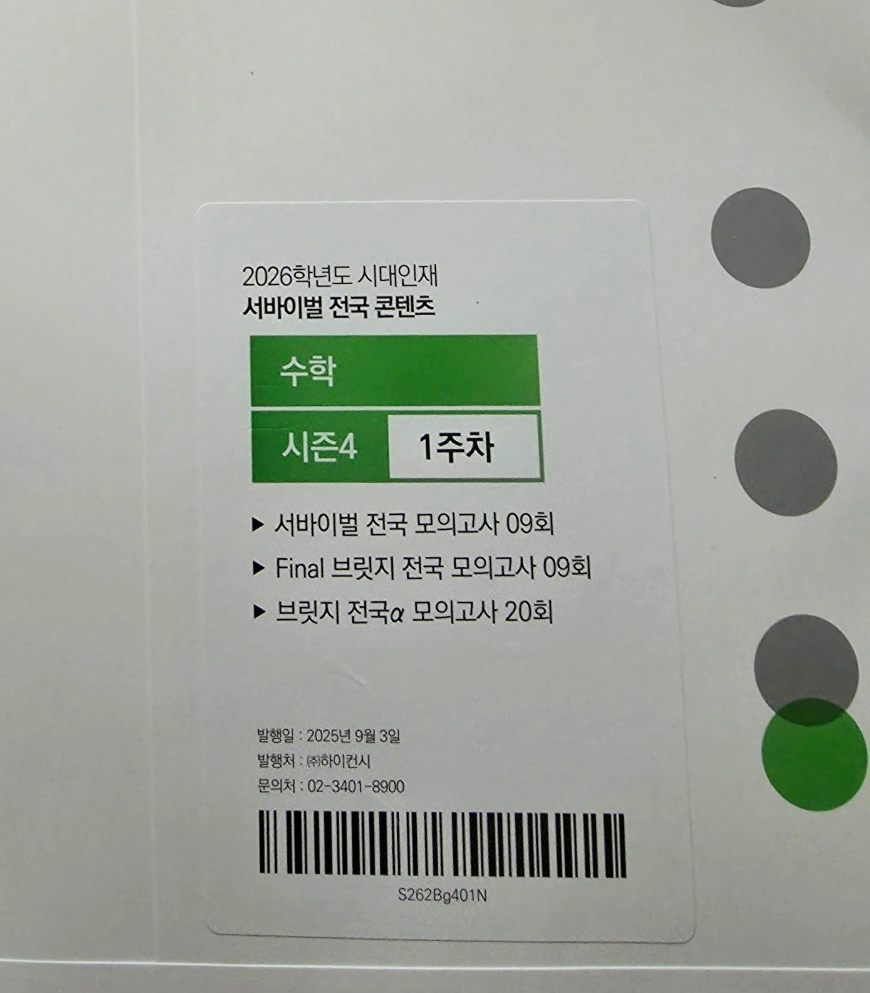 2026학년도 시대인재
서바이벌 전국 콘텐츠
수학
시즌4 1주차
▶ 서바이벌 전국 모의고사 09회
▶ Final 브릿지 전국 모의고사 09회
▶ 브릿지 전국α 모의고사 20회
발행일 : 2025년 9월 3일
발행처 : ㈜하이컨시
문의처 : 02-3401-8900
S262Bg401N